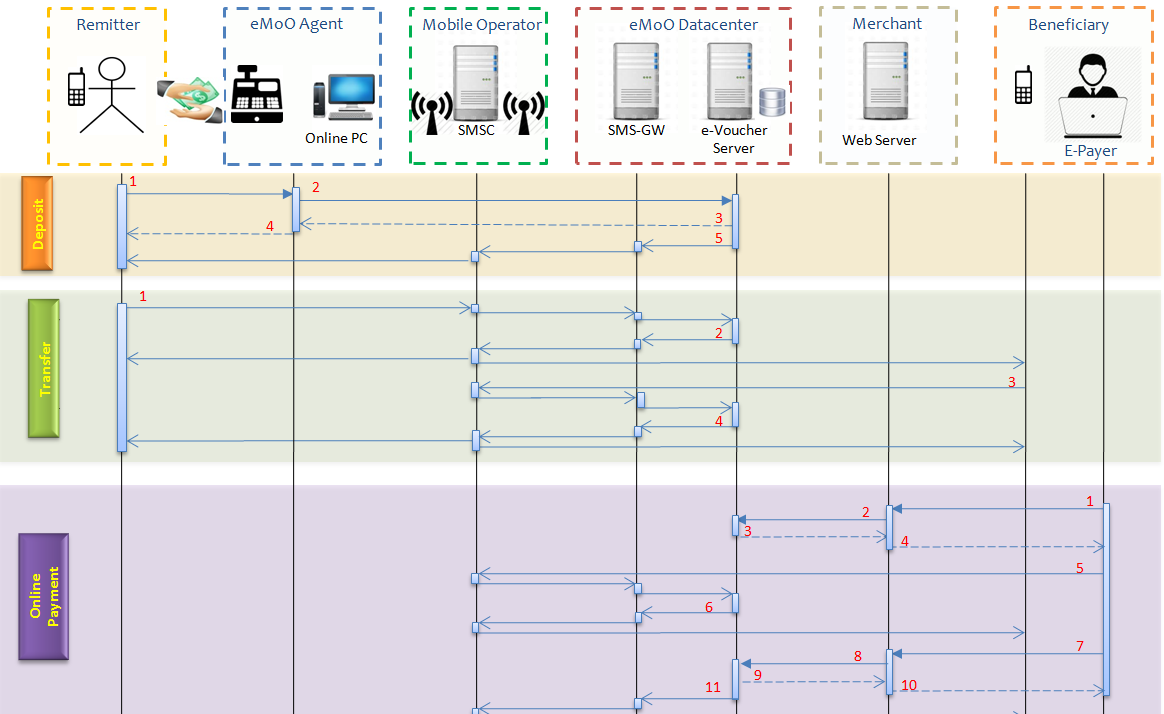 Remitter
eMoO Agent
Mobile Operator
eMoO Datacenter
Merchant
Beneficiary
Online PC
SMSC
SMS-GW
e-Voucher
Server
Web Server
E-Payer
Deposit
1
2
3
4
5
Transfer
1
2
3
4
Online
Payment
1
2
3
4
5
6
7
8
9
10
11